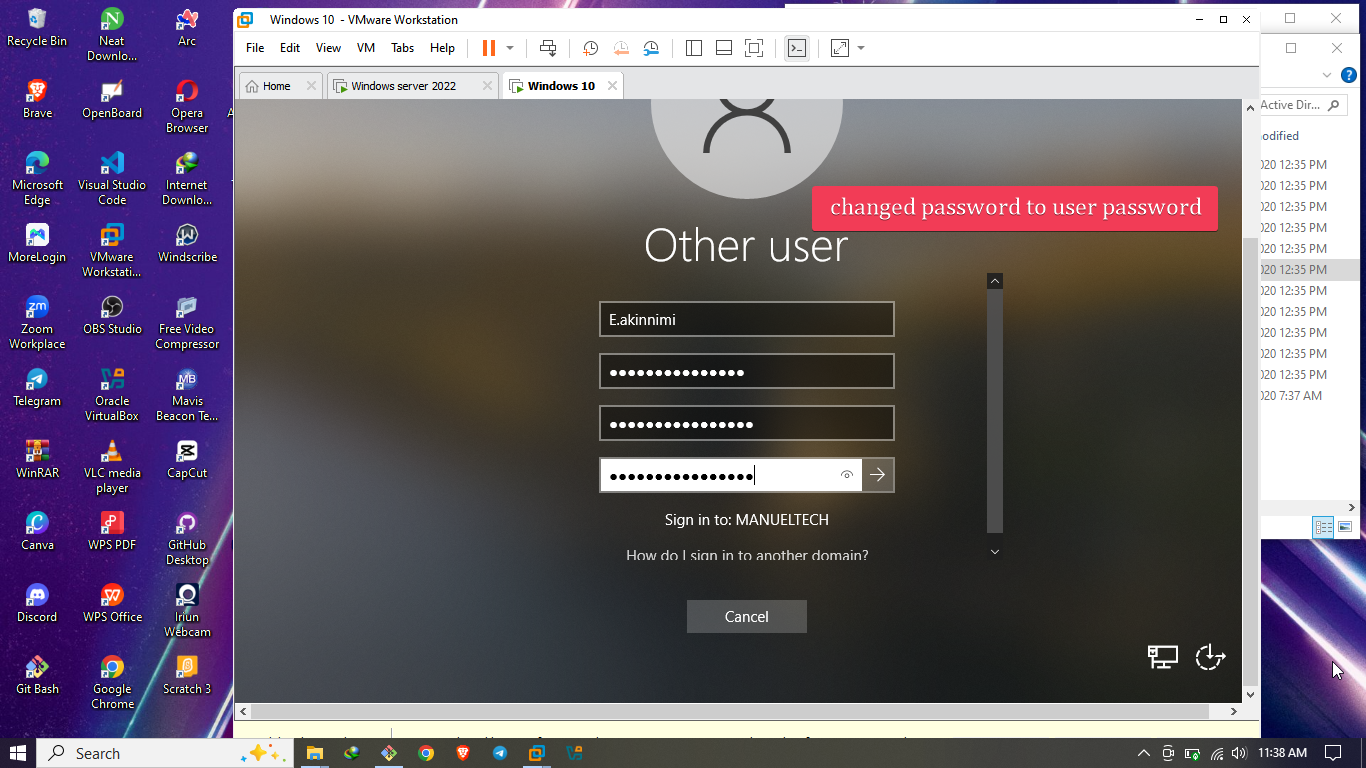 Recycle Bin
Neat
Downlo...
Arc
Brave
OpenBoard
Opera
Browser
Microsoft
Edge
Visual Studio
Code
Internet
Downlo...
MoreLogin
VMware
Workstati...
Windscribe
Zoom
Workplace
OBS Studio
Free Video
Compressor
Telegram
Oracle
VirtualBox
Mavis
Beacon Te...
WinRAR
VLC media
player
CapCut
Canva
WPS PDF
GitHub
Desktop
Discord
WPS Office
Iriun
Webcam
Git Bash
Google
Chrome
Scratch 3
Windows 10 - VMware Workstation
File Edit View VM Tabs Help
Home
Windows server 2022
Windows 10
changed password to user password
Other user
E.akinnimi
Sign in to: MANUELTECH
How do I sign in to another domain?
Cancel
Active Dir...
odified
020 12:35 PM
020 12:35 PM
020 12:35 PM
020 12:35 PM
020 12:35 PM
020 12:35 PM
020 12:35 PM
020 12:35 PM
020 12:35 PM
020 12:35 PM
020 12:35 PM
020 7:37 AM
Search
11:38 AM